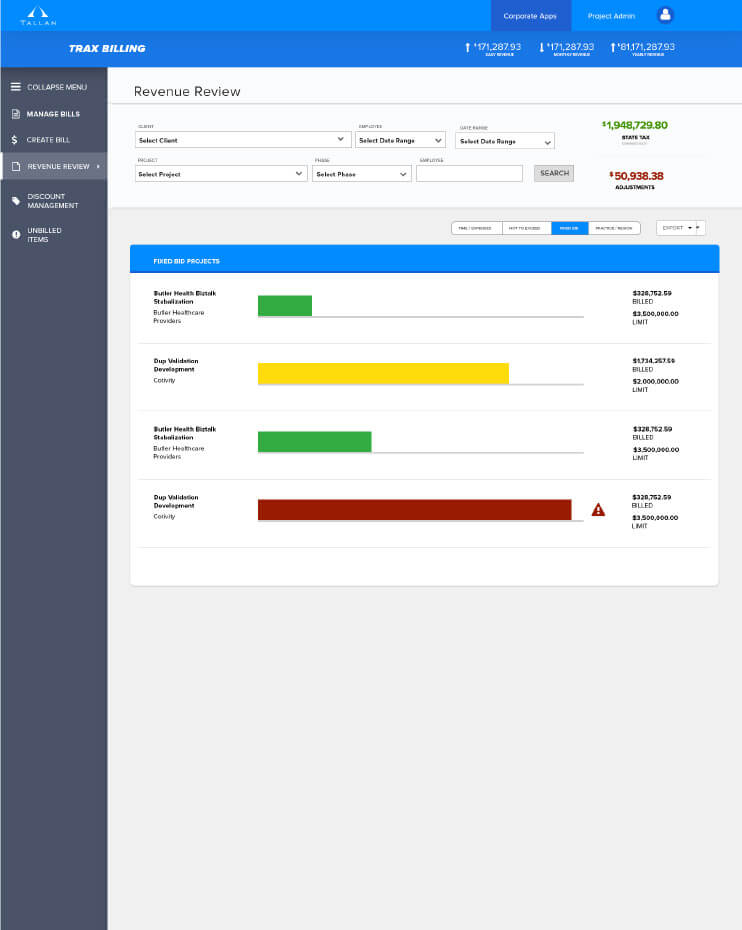 TALLAN
Corporate Apps
Project Admin
TRAX BILLING
$171,287.93
DAILY REVENUE
$171,287.93
MONTHLY REVENUE
$81,171,287.93
YEARLY REVENUE
COLLAPSE MENU
MANAGE BILLS
CREATE BILL
REVENUE REVIEW
DISCOUNT
MANAGEMENT
UNBILLED
ITEMS
Revenue Review
CLIENT
Select Client
EMPLOYEE
Select Date Range
DATE RANGE
Select Date Range
PROJECT
Select Project
PHASE
Select Phase
EMPLOYEE
SEARCH
$1,948,729.80
STATE TAX
$50,938.38
ADJUSTMENTS
TIME / EXPENSES
NOT TO EXCEED
FIXED BID
PRACTICE / REGION
EXPORT
FIXED BID PROJECTS
Butler Health Biztalk
Stabalization
Butler Healthcare
Providers
$328,752.59
BILLED
$3,500,000.00
LIMIT
Dup Validation
Development
Cotivity
$1,734,257.59
BILLED
$2,000,000.00
LIMIT
Butler Health Biztalk
Stabalization
Butler Healthcare
Providers
$328,752.59
BILLED
$3,500,000.00
LIMIT
Dup Validation
Development
Cotivity
$328,752.59
BILLED
$3,500,000.00
LIMIT